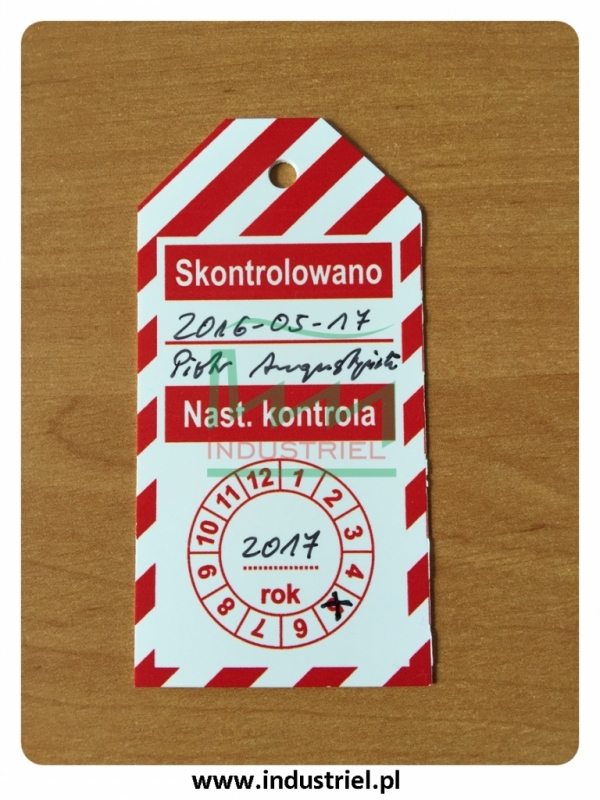 Skontrolowano
2016-05-17
Piotr
Nast. kontrola
INDUSTRIEL
12 1 2 3 4 6 7 8 9 10 11
2017
rok
www.industriel.pl